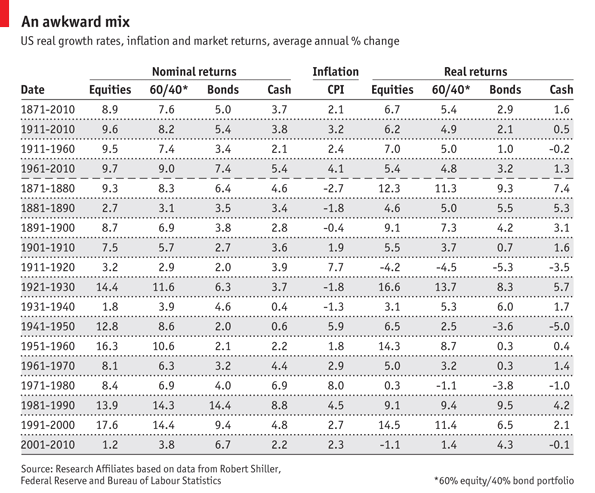 An awkward mix
US real growth rates, inflation and market returns, average annual % change
Nominal returns Inflation Real returns
Date Equities 60/40* Bonds Cash CPI Equities 60/40* Bonds Cash
1871-2010 8.9 7.6 5.0 3.7 2.1 6.7 5.4 2.9 1.6
1911-2010 9.6 8.2 5.4 3.8 3.2 6.2 4.9 2.1 0.5
1911-1960 9.5 7.4 3.4 2.1 2.4 7.0 5.0 1.0 -0.2
1961-2010 9.7 9.0 7.4 5.4 4.1 5.4 4.8 3.2 1.3
1871-1880 9.3 8.3 6.4 4.6 -2.7 12.3 11.3 9.3 7.4
1881-1890 2.7 3.1 3.5 3.4 -1.8 4.6 5.0 5.5 5.3
1891-1900 8.7 6.9 3.8 2.8 -0.4 9.1 7.3 4.2 3.1
1901-1910 7.5 5.7 2.7 3.6 1.9 5.5 3.7 0.7 1.6
1911-1920 3.2 2.9 2.0 3.9 7.7 -4.2 -4.5 -5.3 -3.5
1921-1930 14.4 11.6 6.3 3.7 -1.8 16.6 13.7 8.3 5.7
1931-1940 1.8 3.9 4.6 0.4 -1.3 3.1 5.3 6.0 1.7
1941-1950 12.8 8.6 2.0 0.6 5.9 6.5 2.5 -3.6 -5.0
1951-1960 16.3 10.6 2.1 2.2 1.8 14.3 8.7 0.3 0.4
1961-1970 8.1 6.3 3.2 4.4 2.9 5.0 3.2 0.3 1.4
1971-1980 8.4 6.9 4.0 6.9 8.0 0.3 -1.1 -3.8 -1.0
1981-1990 13.9 14.3 14.4 8.8 4.5 9.1 9.4 9.5 4.2
1991-2000 17.6 14.4 9.4 4.8 2.7 14.5 11.4 6.5 2.1
2001-2010 1.2 3.8 6.7 2.2 2.3 -1.1 1.4 4.3 -0.1
Source: Research Affiliates based on data from Robert Shiller,
Federal Reserve and Bureau of Labour Statistics *60% equity/40% bond portfolio